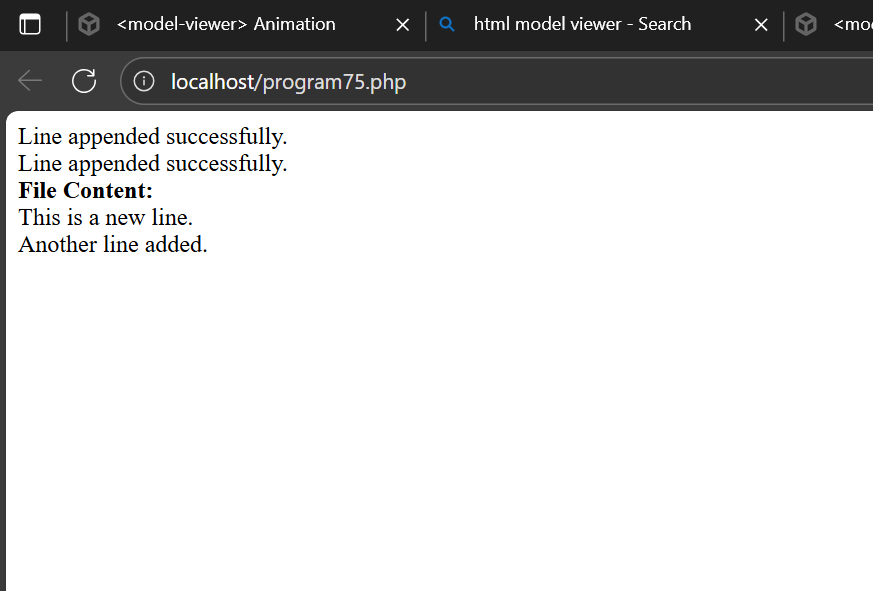 <model-viewer> Animation
html model viewer - Search
<mo
localhost/program75.php
Line appended successfully.
Line appended successfully.
File Content:
This is a new line.
Another line added.